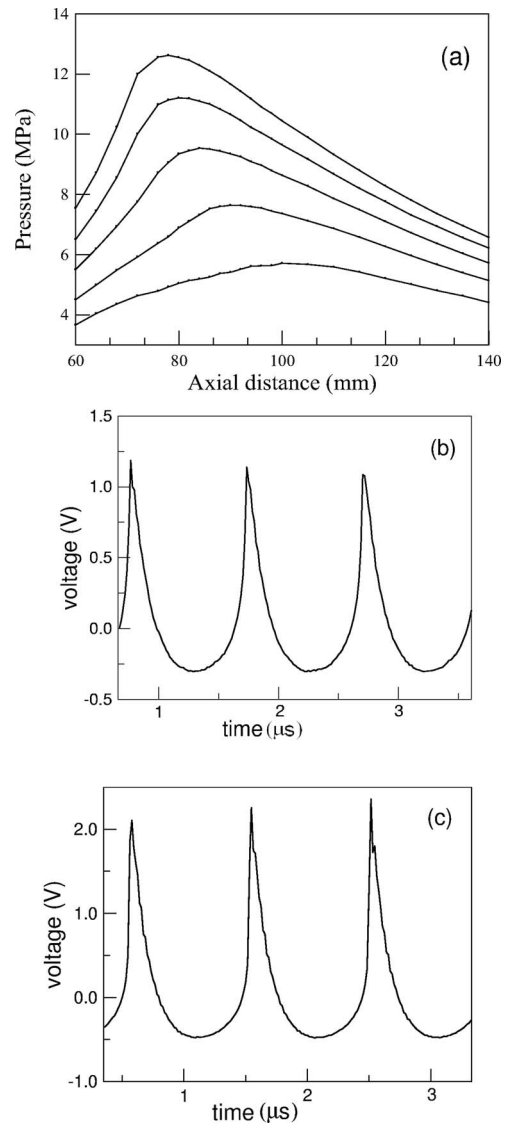 14
(a)
12
10
8
6
4
Pressure (MPa)
60 80 100 120 140
Axial distance (mm)
1.5
(b)
1.0
0.5
0.0
-0.5
voltage (V)
1 2 3
time (μs)
(c)
2.0
1.0
0.0
-1.0
voltage (V)
1 2 3
time (μs)